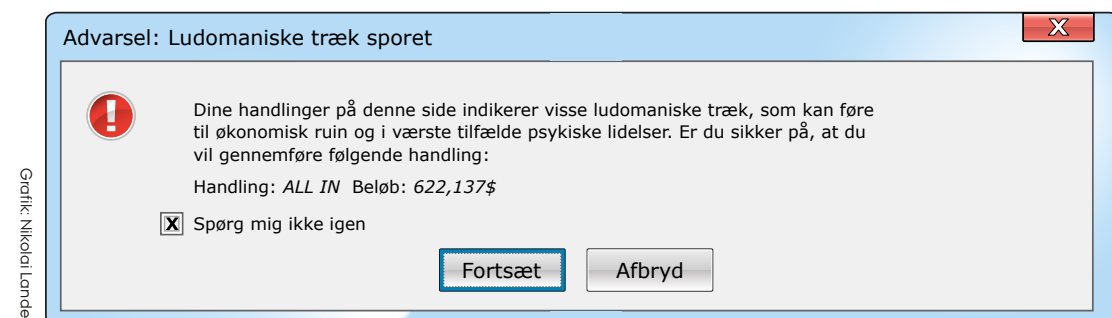 Advarsel: Ludomaniske træk sporet
X
Dine handlinger på denne side indikerer visse ludomaniske træk, som kan føre
til økonomisk ruin og i værste tilfælde psykiske lidelser. Er du sikker på, at du
vil gennemføre følgende handling:
Handling: ALL IN Beløb: 622,137$
X Spørg mig ikke igen
Fortsæt Afbryd
Grafik: Nikolai Lande